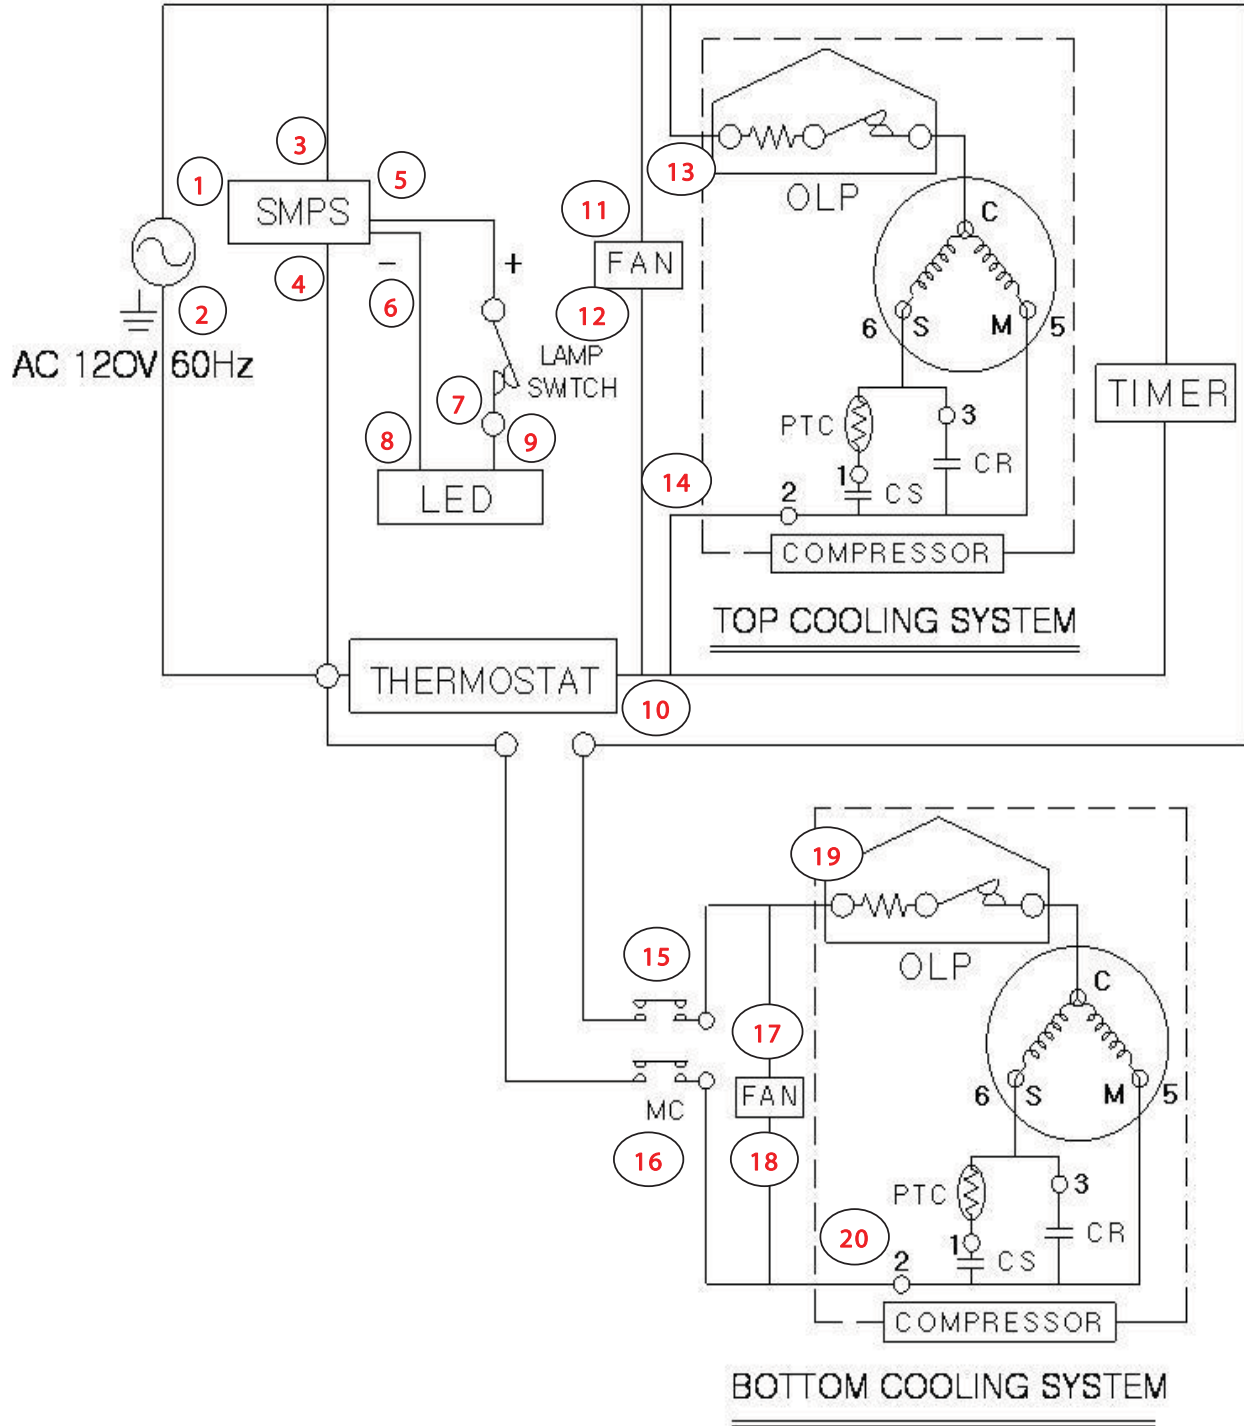 3
1
5
SMPS
11
13
OLP
C
4
−
+
FAN
6
2
12
6
S
M
5
AC 120V 60Hz
LAMP
SWITCH
TIMER
7
3
8
9
PTC
CR
14
1
2
CS
LED
COMPRESSOR
TOP COOLING SYSTEM
THERMOSTAT
10
19
15
OLP
C
17
6
S
M
5
FAN
MC
16
18
3
PTC
20
1
CR
2
CS
COMPRESSOR
BOTTOM COOLING SYSTEM